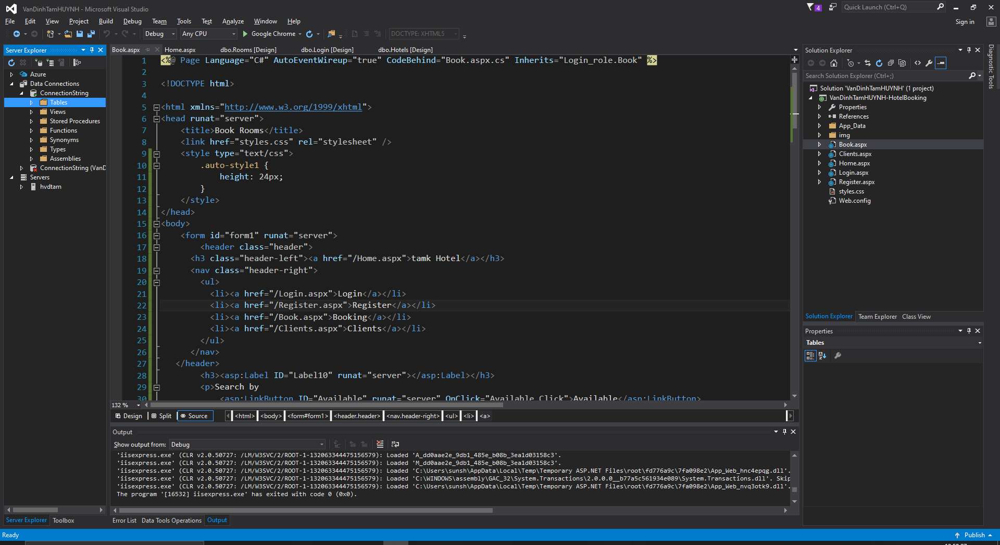 VanDinhTamHUYNH - Microsoft Visual Studio
4
Quick Launch (Ctrl+Q)
File Edit View Project Build Debug Team Tools Test Analyze Window Help
Sign in
Debug Any CPU Google Chrome DOCTYPE: XHTML5
Server Explorer
Azure
Data Connections
ConnectionString
Tables
Views
Stored Procedures
Functions
Synonyms
Types
Assemblies
ConnectionString (VanD
Servers
hvdtam
Server Explorer Toolbox
Book.aspx Home.aspx dbo.Rooms [Design] dbo.Login [Design] dbo.Hotels [Design]
1 <%@ Page Language="C#" AutoEventWireup="true" CodeBehind="Book.aspx.cs" Inherits="Login_role.Book" %>
2
3 <!DOCTYPE html>
4
5 <html xmlns="http://www.w3.org/1999/xhtml">
6 <head runat="server">
7 <title>Book Rooms</title>
8 <link href="styles.css" rel="stylesheet" />
9 <style type="text/css">
10 .auto-style1 {
11 height: 24px;
12 }
13 </style>
14 </head>
15 <body>
16 <form id="form1" runat="server">
17 <header class="header">
18 <h3 class="header-left"><a href="/Home.aspx">tamk Hotel</a></h3>
19 <nav class="header-right">
20 <ul>
21 <li><a href="/Login.aspx">Login</a></li>
22 <li><a href="/Register.aspx">Register</a></li>
23 <li><a href="/Book.aspx">Booking</a></li>
24 <li><a href="/Clients.aspx">Clients</a></li>
25 </ul>
26 </nav>
27 </header>
28 <h3><asp:Label ID="Label10" runat="server"></asp:Label></h3>
29 <p>Search by
30 <asp:LinkButton ID="Available" runat="server" OnClick="Available_Click">Available</asp:LinkButton>
132 %
Design Split Source <html> <body> <form#form1> <header.header> <nav.header-right> <ul> <li> <a>
Output
Show output from: Debug
'iisexpress.exe' (CLR v2.0.50727: /LM/W3SVC/2/ROOT-1-132063344475156579): Loaded 'A_dd0aae2e_9db1_485e_b08b_3ea1d03158c3'.
'iisexpress.exe' (CLR v2.0.50727: /LM/W3SVC/2/ROOT-1-132063344475156579): Loaded 'M_dd0aae2e_9db1_485e_b08b_3ea1d03158c3'.
'iisexpress.exe' (CLR v2.0.50727: /LM/W3SVC/2/ROOT-1-132063344475156579): Loaded 'C:\Users\sunsh\AppData\Local\Temp\Temporary ASP.NET Files\root\fd776a9c\7fa098e2\App_Web_hnc4epqg.dll'.
'iisexpress.exe' (CLR v2.0.50727: /LM/W3SVC/2/ROOT-1-132063344475156579): Loaded 'C:\WINDOWS\assembly\GAC_32\System.Transactions\2.0.0.0__b77a5c561934e089\System.Transactions.dll'. Skip
'iisexpress.exe' (CLR v2.0.50727: /LM/W3SVC/2/ROOT-1-132063344475156579): Loaded 'C:\Users\sunsh\AppData\Local\Temp\Temporary ASP.NET Files\root\fd776a9c\7fa098e2\App_Web_nvq3otk9.dll'.
The program '[16532] iisexpress.exe' has exited with code 0 (0x0).
Error List Data Tools Operations Output
Solution Explorer
Search Solution Explorer (Ctrl+;)
Solution 'VanDinhTamHUYNH' (1 project)
VanDinhTamHUYNH-HotelBooking
Properties
References
App_Data
img
Book.aspx
Clients.aspx
Home.aspx
Login.aspx
Register.aspx
styles.css
Web.config
Solution Explorer Team Explorer Class View
Properties
Tables
Diagnostic Tools
Ready
Publish